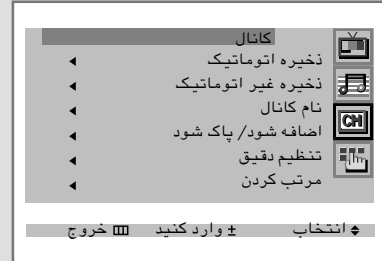 کانال
ذخیره اتوماتیک
ذخیره غیر اتوماتیک
نام کانال
CH
اضافه شود/ پاک شود
تنظیم دقیق
مرتب کردن
انتخاب ± وارد کنید خروج